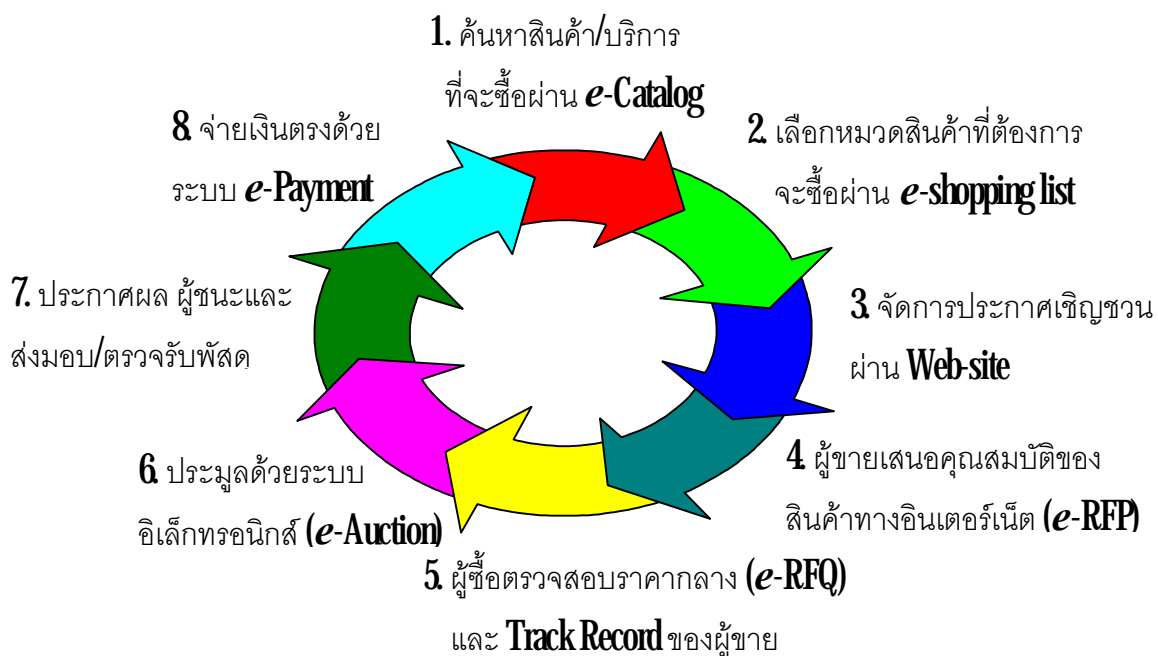 1. ค้นหาสินค้า/บริการ
ที่จะซื้อผ่าน e-Catalog
2. เลือกหมวดสินค้าที่ต้องการ
จะซื้อผ่าน e-shopping list
3. จัดการประกาศเชิญชวน
ผ่าน Web-site
4. ผู้ขายเสนอคุณสมบัติของ
สินค้าทางอินเตอร์เน็ต (e-RFP)
5. ผู้ซื้อตรวจสอบราคากลาง (e-RFQ)
และ Track Record ของผู้ขาย
6. ประมูลด้วยระบบ
อิเล็กทรอนิกส์ (e-Auction)
7. ประกาศผล ผู้ชนะและ
ส่งมอบ/ตรวจรับพัสดุ
8. จ่ายเงินตรงด้วย
ระบบ e-Payment